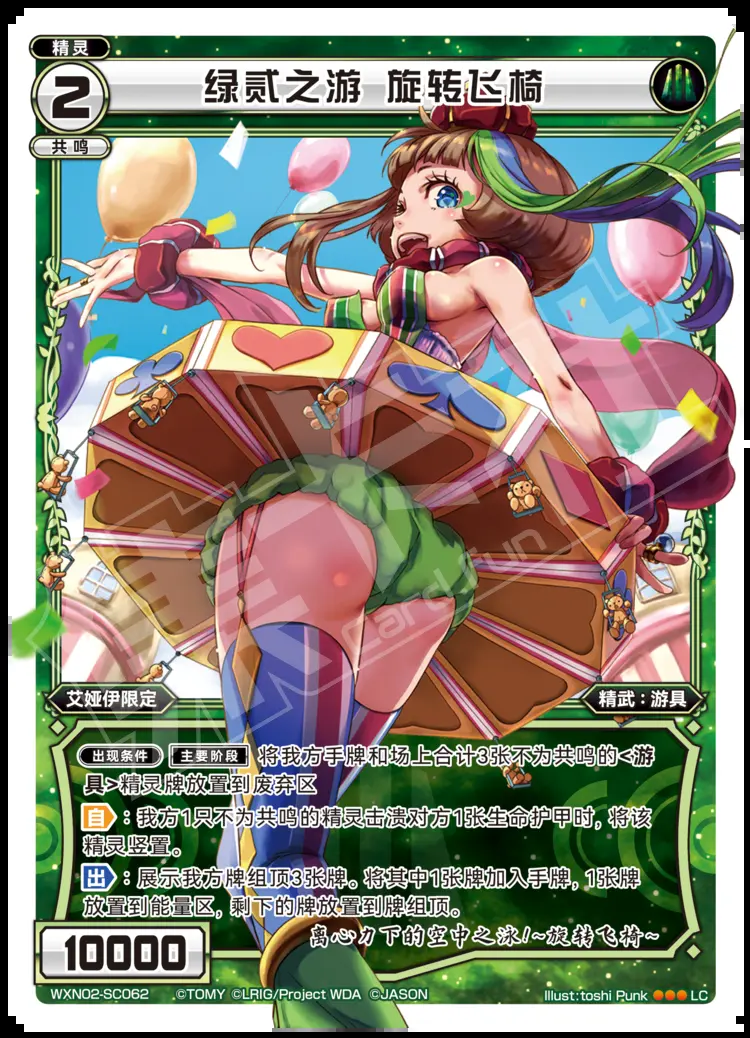 精灵
2
绿贰之游 旋转飞椅
共鸣
Card Fun
艾娅伊限定
精武:游具
出现条件 主要阶段 将我方手牌和场上合计3张不为共鸣的<游
具>精灵牌放置到废弃区
自:我方1只不为共鸣的精灵击溃对方1张生命护甲时,将该
精灵竖置。
出:展示我方牌组顶3张牌。将其中1张牌加入手牌,1张牌
放置到能量区,剩下的牌放置到牌组顶。
离心力下的空中之泳!~旋转飞椅~
10000
WXN02-SC062 ©TOMY ©LRIG/Project WDA ©JASON Illust:toshi Punk LC